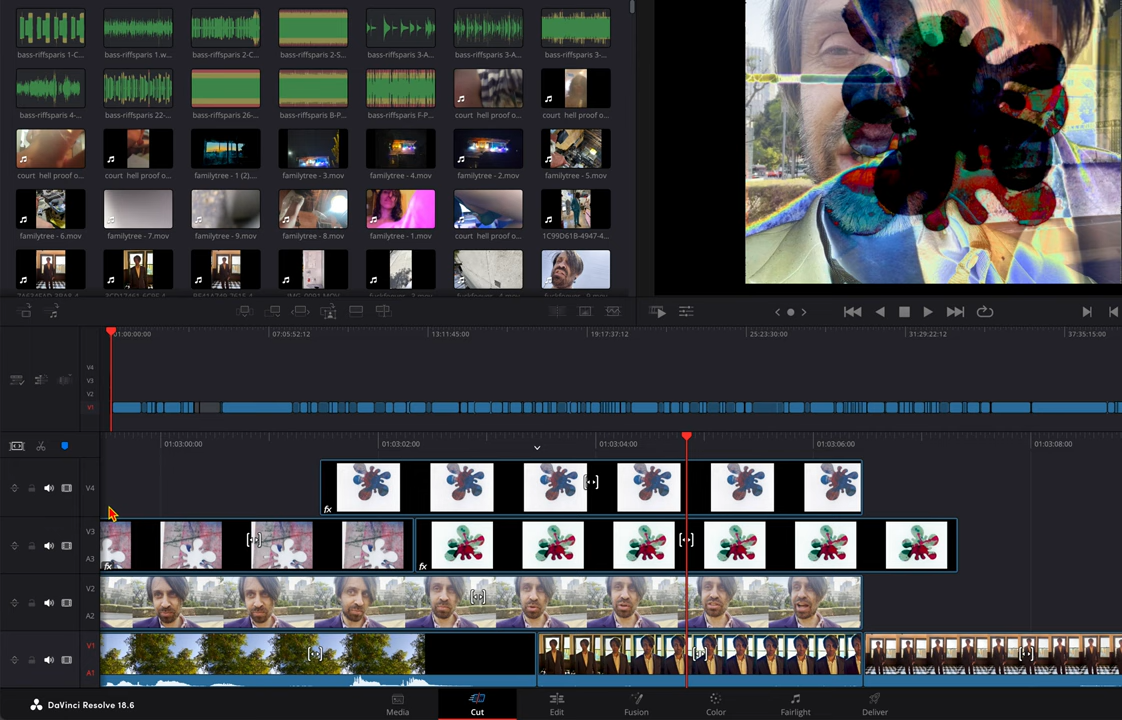 bass-riffsparis 1-C...
bass-riffsparis 1.w...
bass-riffsparis 2-C...
bass-riffsparis 2-S...
bass-riffsparis 3-A...
bass-riffsparis 3-A...
bass-riffsparis 3-...
bass-riffsparis 4-...
bass-riffsparis 22-...
bass-riffsparis 26-...
bass-riffsparis B-P...
bass-riffsparis F-P...
court hell proof o...
court hell proof o...
court hell proof o...
court hell proof o...
familytree - 1 (2)....
familytree - 3.mov
familytree - 4.mov
familytree - 2.mov
familytree - 5.mov
familytree - 6.mov
familytree - 7.mov
familytree - 9.mov
familytree - 8.mov
familytree - 1.mov
court hell proof o...
1C99D61B-4947-4...
01:00:00:00
07:05:52:12
13:11:45:00
19:17:37:12
25:23:30:00
31:29:22:12
37:35:15:00
V4
V3
V2
V1
01:03:00:00
01:03:02:00
01:03:04:00
01:03:06:00
01:03:08:00
V4
fx
V3
A3
fx
fx
V2
A2
V1
A1
DaVinci Resolve 18.6
Media
Cut
Edit
Fusion
Color
Fairlight
Deliver